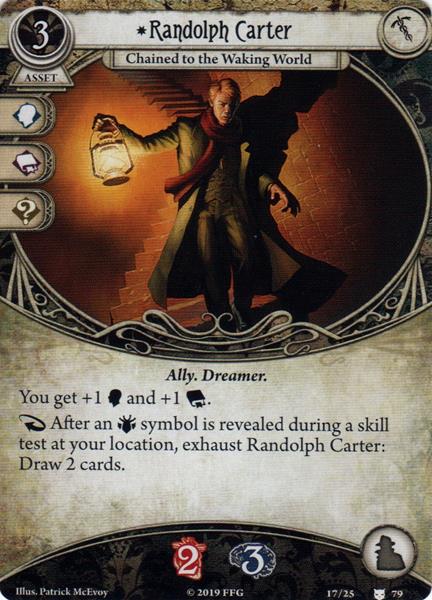 3
*Randolph Carter
ASSET
Chained to the Waking World
?
Ally. Dreamer.
You get +1 and +1 .
After an symbol is revealed during a skill
test at your location, exhaust Randolph Carter:
Draw 2 cards.
2 3
Illus. Patrick McEvoy © 2019 FFG 17/25 79